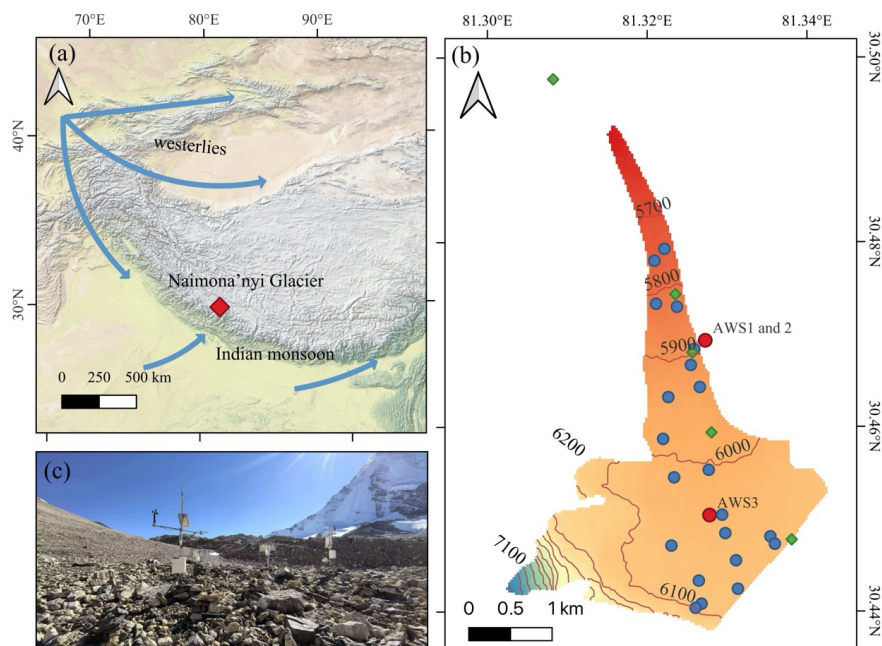 70°E 80°E 90°E
(a)
40°N
30°N
westerlies
Naimona’nyi Glacier
Indian monsoon
0 250 500 km
(c)
81.30°E 81.32°E 81.34°E
(b)
30.50°N
30.48°N
30.46°N
30.44°N
5700
5800
AWS1 and 2
5900
6000
6200
AWS3
7100
6100
0 0.5 1 km